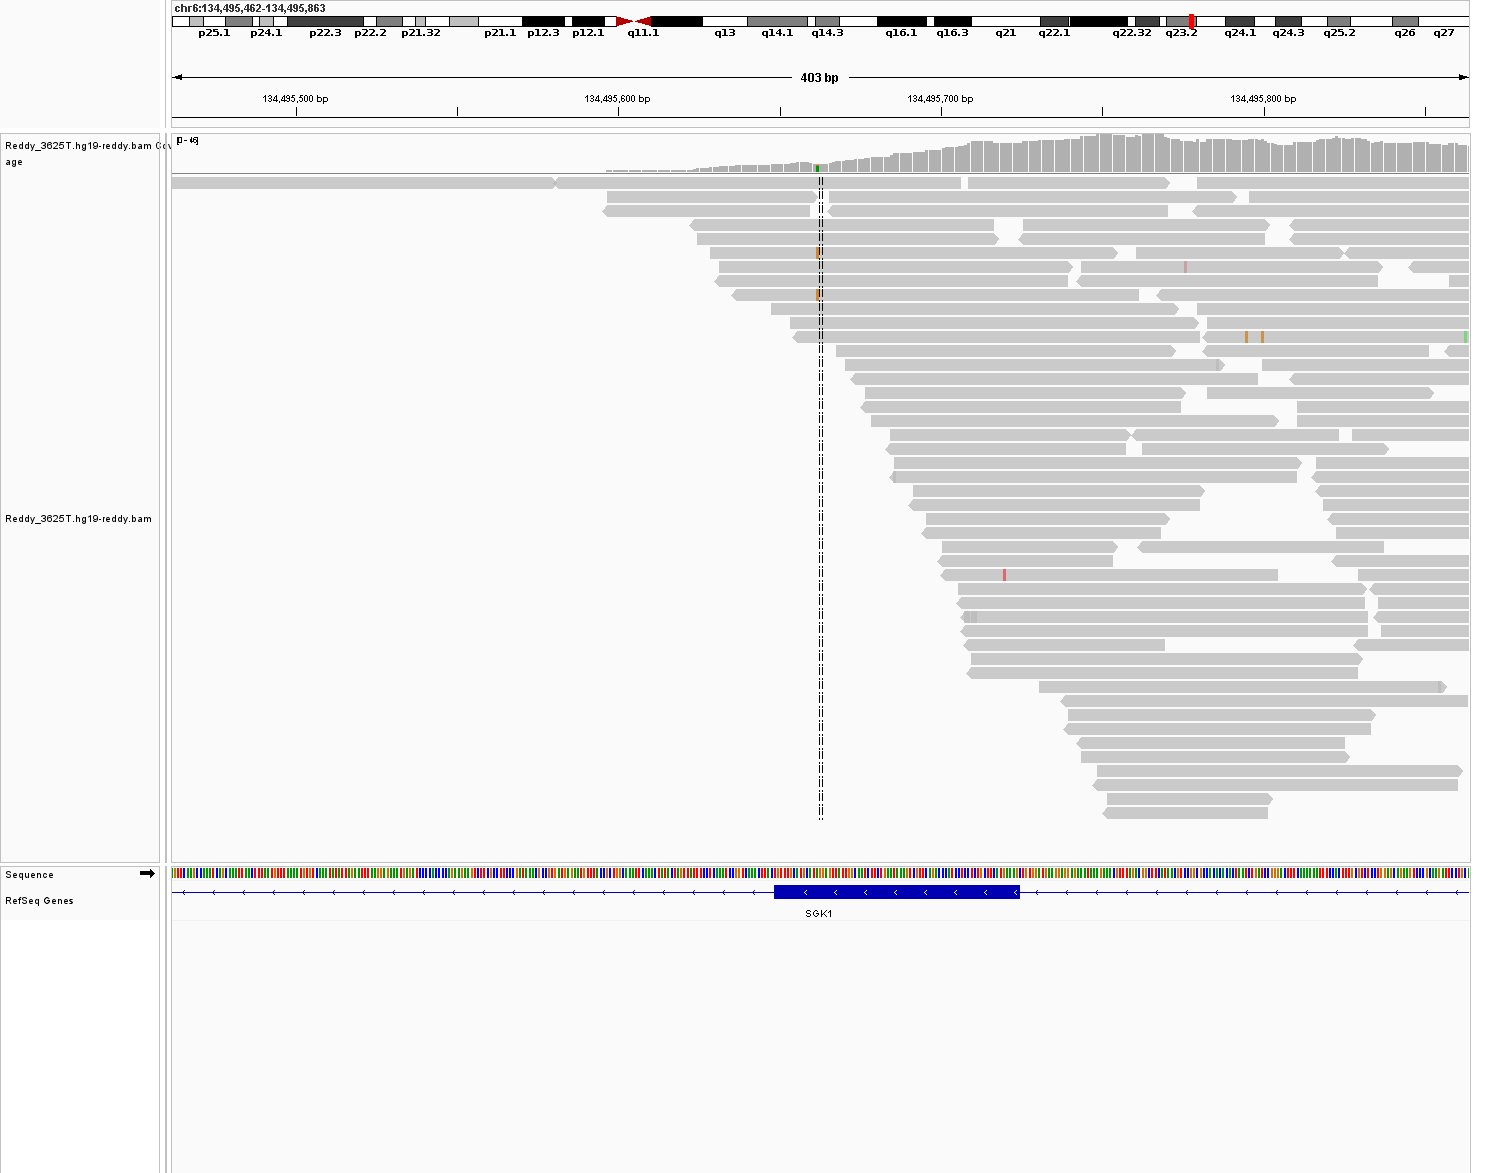 chr6:134,495,462-134,495,863
p25.1 p24.1 p22.3 p22.2 p21.32 p21.1 p12.3 p12.1 q11.1 q13 q14.1 q14.3 q16.1 q16.3 q21 q22.1 q22.32 q23.2 q24.1 q24.3 q25.2 q26 q27
403 bp
134,495,500 bp 134,495,600 bp 134,495,700 bp 134,495,800 bp
Reddy_3625T.hg19-reddy.bam Cov
age
[0 - 46]
Reddy_3625T.hg19-reddy.bam
Sequence
RefSeq Genes
SGK1